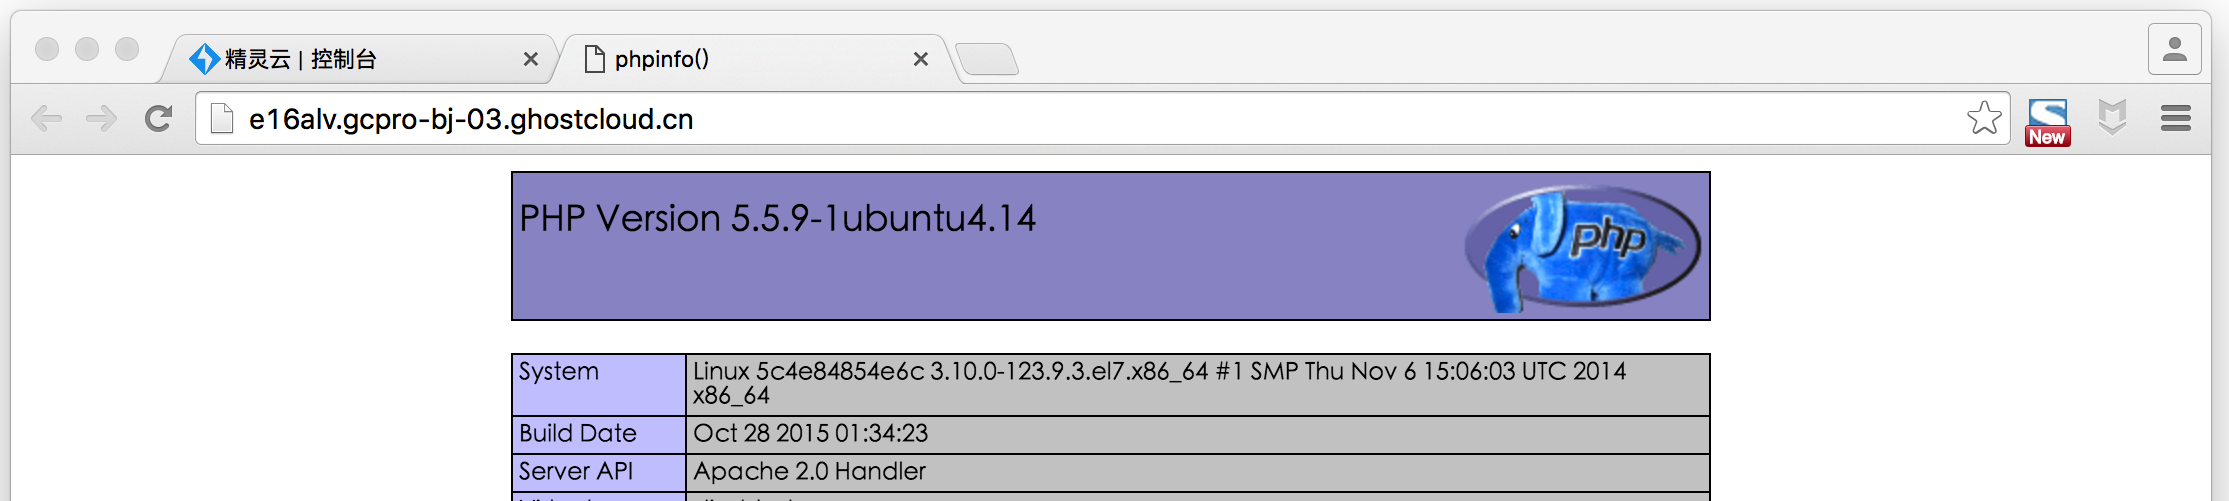 精灵云 | 控制台
phpinfo()
e16alv.gcpro-bj-03.ghostcloud.cn
New
PHP Version 5.5.9-1ubuntu4.14
php
System
Linux 5c4e84854e6c 3.10.0-123.9.3.el7.x86_64 #1 SMP Thu Nov 6 15:06:03 UTC 2014
x86_64
Build Date
Oct 28 2015 01:34:23
Server API
Apache 2.0 Handler